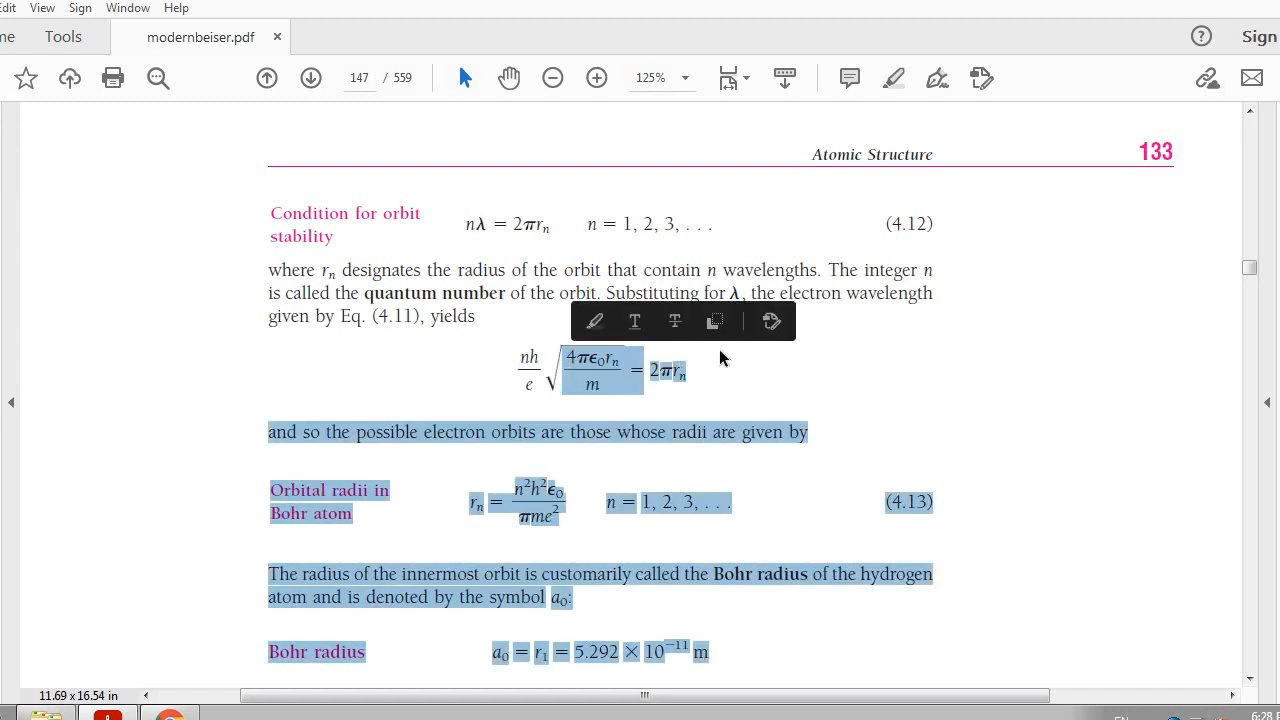 Edit View Sign Window Help
me Tools modernbeiser.pdf × ? Sign
147 / 559 125%
Atomic Structure 133
Condition for orbit stability nλ = 2πrₙ n = 1, 2, 3, . . . (4.12)
where rₙ designates the radius of the orbit that contain n wavelengths. The integer n
is called the quantum number of the orbit. Substituting for λ, the electron wavelength
given by Eq. (4.11), yields
nh/e √(4πϵ₀rₙ/m) = 2πrₙ
and so the possible electron orbits are those whose radii are given by
Orbital radii in Bohr atom rₙ = n²h²ϵ₀/πme² n = 1, 2, 3, . . . (4.13)
The radius of the innermost orbit is customarily called the Bohr radius of the hydrogen
atom and is denoted by the symbol a₀:
Bohr radius a₀ = r₁ = 5.292 × 10⁻¹¹ m
11.69 x 16.54 in